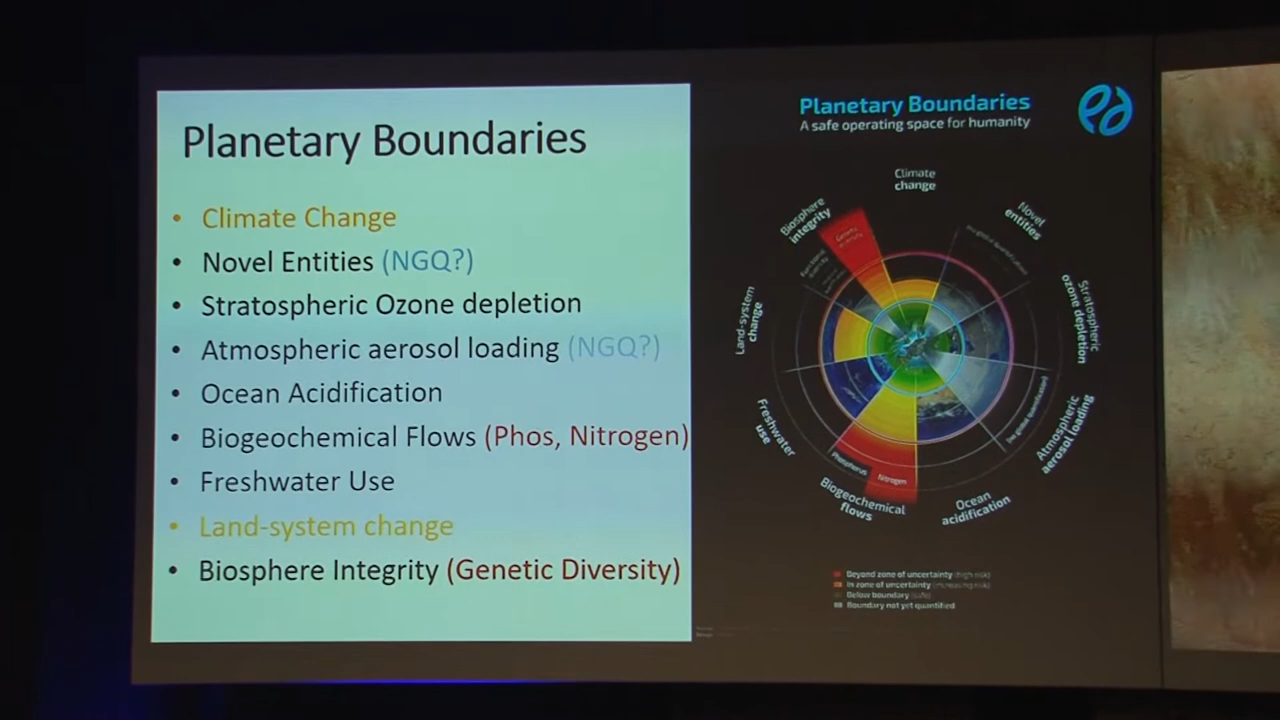 Planetary Boundaries
• Climate Change
• Novel Entities (NGQ?)
• Stratospheric Ozone depletion
• Atmospheric aerosol loading (NGQ?)
• Ocean Acidification
• Biogeochemical Flows (Phos, Nitrogen)
• Freshwater Use
• Land-system change
• Biosphere Integrity (Genetic Diversity)
Planetary Boundaries
A safe operating space for humanity
Climate
change
Novel
entities
Stratospheric
ozone depletion
Atmospheric
aerosol loading
Ocean
acidification
Biogeochemical
flows
Phosphorus
Nitrogen
Freshwater
use
Land-system
change
Biosphere
integrity
Genetic
diversity
Beyond zone of uncertainty (high risk)
In zone of uncertainty (increasing risk)
Below boundary (safe)
Boundary not yet quantified